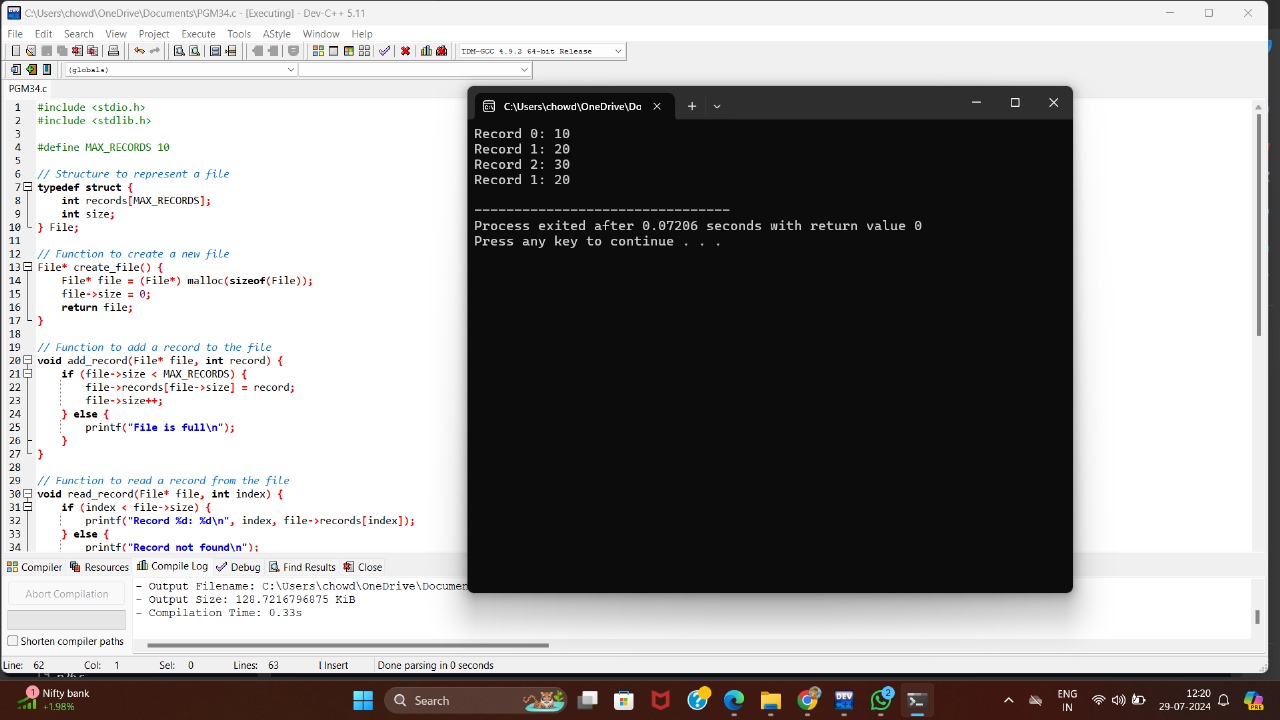 C:\Users\chowd\OneDrive\Documents\PGM34.c - [Executing] - Dev-C++ 5.11
File Edit Search View Project Execute Tools AStyle Window Help
TDM-GCC 4.9.2 64-bit Release
(globals)
PGM34.c
1 #include <stdio.h>
2 #include <stdlib.h>
3
4 #define MAX_RECORDS 10
5
6 // Structure to represent a file
7 typedef struct {
8 int records[MAX_RECORDS];
9 int size;
10 } File;
11
12 // Function to create a new file
13 File* create_file() {
14 File* file = (File*) malloc(sizeof(File));
15 file->size = 0;
16 return file;
17 }
18
19 // Function to add a record to the file
20 void add_record(File* file, int record) {
21 if (file->size < MAX_RECORDS) {
22 file->records[file->size] = record;
23 file->size++;
24 } else {
25 printf("File is full\n");
26 }
27 }
28
29 // Function to read a record from the file
30 void read_record(File* file, int index) {
31 if (index < file->size) {
32 printf("Record %d: %d\n", index, file->records[index]);
33 } else {
34 printf("Record not found\n");
C:\Users\chowd\OneDrive\Do
Record 0: 10
Record 1: 20
Record 2: 30
Record 1: 20
--------------------------------
Process exited after 0.07206 seconds with return value 0
Press any key to continue . . .
Compiler Resources Compile Log Debug Find Results Close
Abort Compilation
Shorten compiler paths
- Output Filename: C:\Users\chowd\OneDrive\Documen
- Output Size: 128.7216796875 KiB
- Compilation Time: 0.33s
Line: 62 Col: 1 Sel: 0 Lines: 63 Insert Done parsing in 0 seconds
1
Nifty bank
+1.98%
Search
DEV
2
ENG
IN
12:20
29-07-2024
PRE